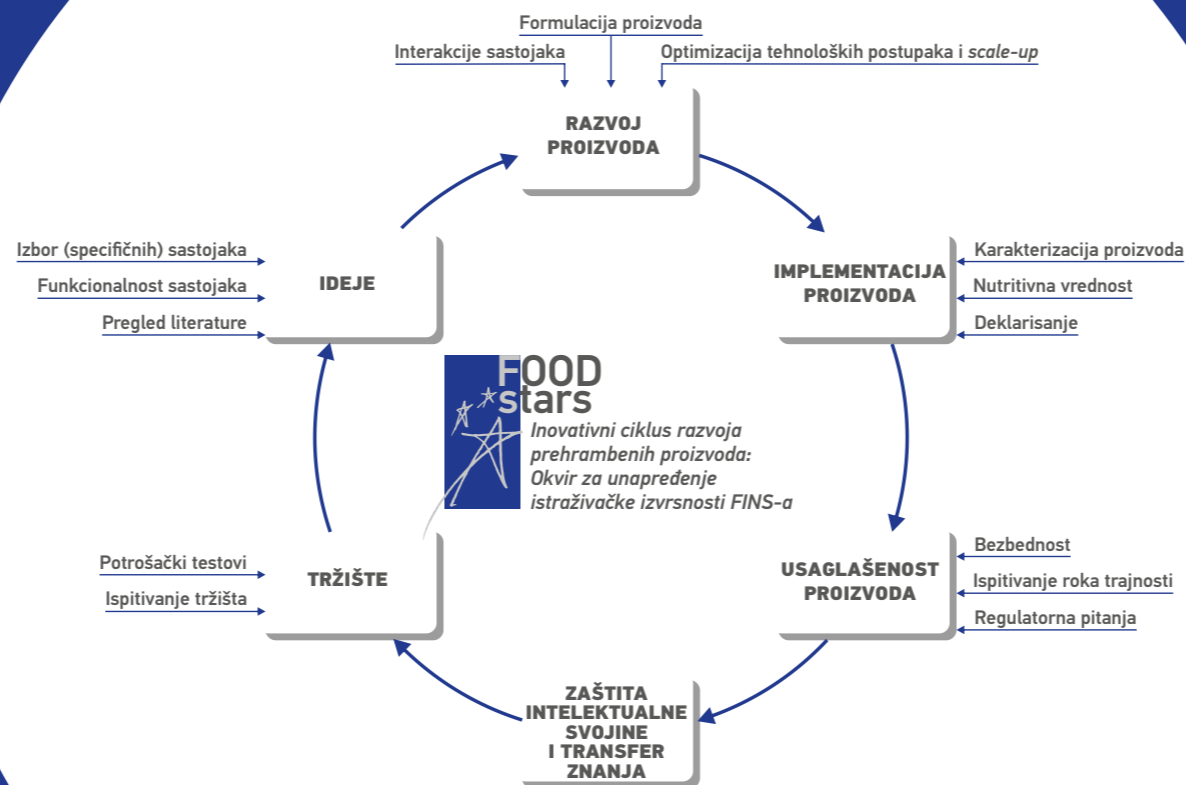 Formulacija proizvoda
Interakcije sastojaka
Optimizacija tehnoloških postupaka i scale-up
RAZVOJ
PROIZVODA
Izbor (specifičnih) sastojaka
Funkcionalnost sastojaka
Pregled literature
IDEJE
IMPLEMENTACIJA
PROIZVODA
Karakterizacija proizvoda
Nutritivna vrednost
Deklarisanje
FOOD
stars
Inovativni ciklus razvoja
prehrambenih proizvoda:
Okvir za unapređenje
istraživačke izvrsnosti FINS-a
Potrošački testovi
Ispitivanje tržišta
TRŽIŠTE
USAGLAŠENOST
PROIZVODA
Bezbednost
Ispitivanje roka trajnosti
Regulatorna pitanja
ZAŠTITA
INTELEKTUALNE
SVOJINE
I TRANSFER
ZNANJA